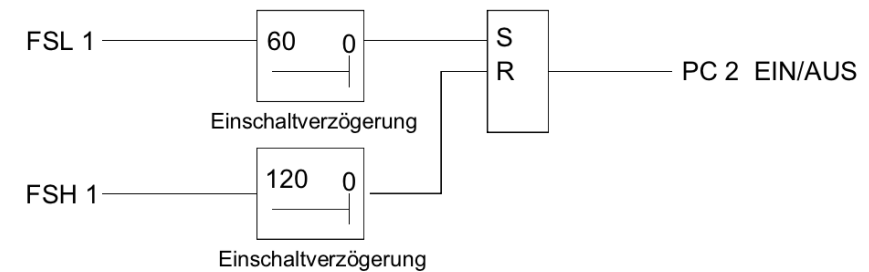 FSL 1
60 0
S
R
PC 2 EIN/AUS
Einschaltverzögerung
FSH 1
120 0
Einschaltverzögerung